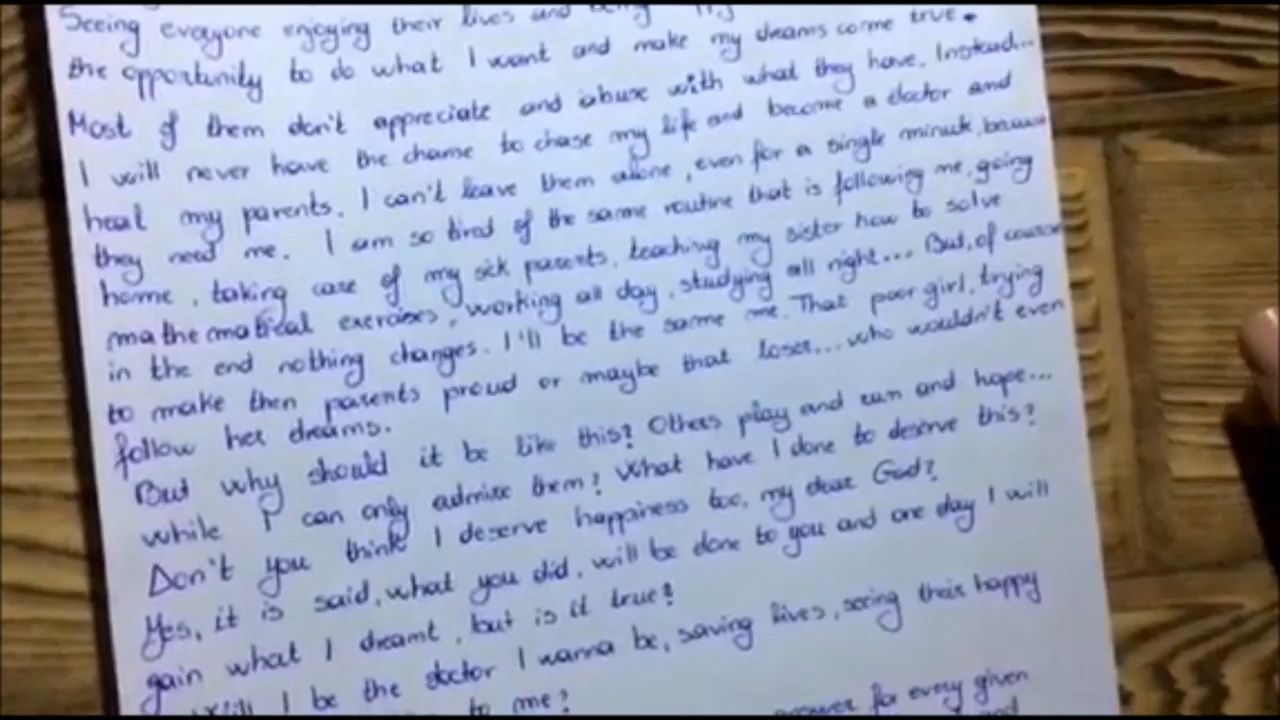 Seeing everyone enjoying their lives and
the opportunity to do what I want and make my dreams come true.
Most of them don't appreciate and abuse with what they have. Instead...
I will never have the chanse to chase my life and become a doctor and
heal my parents. I can't leave them alone, even for a single minute, because
they need me. I am so tired of the same routine that is following me, going
home, taking care of my sick parents, teaching my sister how to solve
mathematical exercises, working all day, studying all night... But, of course
in the end nothing changes. I'll be the same me. That poor girl, trying
to make then parents proud or maybe that loser... who wouldn't even
follow her dreams.
But why should it be like this? Others play and run and hope...
while I can only admire them? What have I done to deserve this?
Don't you think I deserve happiness too, my dear God?
Yes, it is said, what you did, will be done to you and one day I will
gain what I dreamt, but is it true?
Will I be the doctor I wanna be, saving lives, seeing their happy
to me?
answer for every given
and